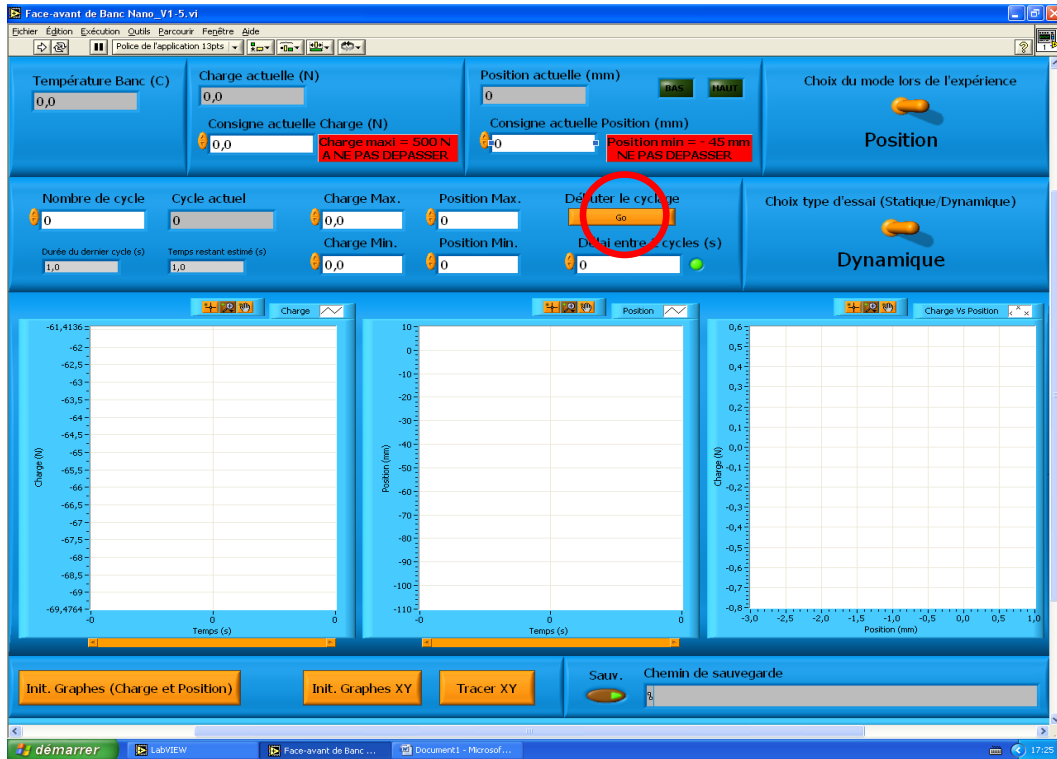 Face-avant de Banc Nano_V1-5.vi
Fichier Édition Exécution Outils Parcourir Fenêtre Aide
Police de l'application 13pts
1
Température Banc (C)
0,0
Charge actuelle (N)
0,0
Consigne actuelle Charge (N)
0,0
Charge maxi = 500 N
A NE PAS DEPASSER
Position actuelle (mm)
0
BAS
HAUT
Consigne actuelle Position (mm)
0
Position min = - 45 mm
NE PAS DEPASSER
Choix du mode lors de l'expérience
Position
Nombre de cycle
0
Cycle actuel
0
Durée du dernier cycle (s)
1,0
Temps restant estimé (s)
1,0
Charge Max.
0,0
Charge Min.
0,0
Position Max.
0
Position Min.
0
Débuter le cyclage
Go
Délai entre 2 cycles (s)
0
Choix type d'essai (Statique/Dynamique)
Dynamique
Charge
-61,4136
-62
-62,5
-63
-63,5
-64
-64,5
-65
-65,5
-66
-66,5
-67
-67,5
-68
-68,5
-69
-69,4764
Charge (N)
-0 0 0
Temps (s)
Position
10
0
-10
-20
-30
-40
-50
-60
-70
-80
-90
-100
-110
Position (mm)
-0 0 0
Temps (s)
Charge Vs Position
0,6
0,5
0,4
0,3
0,2
0,1
0,0
-0,1
-0,2
-0,3
-0,4
-0,5
-0,6
-0,7
-0,8
Charge (N)
-3,0 -2,5 -2,0 -1,5 -1,0 -0,5 0,0 0,5 1,0
Position (mm)
Init. Graphes (Charge et Position)
Init. Graphes XY
Tracer XY
Sauv.
Chemin de sauvegarde
démarrer
LabVIEW
Face-avant de Banc ...
Document1 - Microsof...
17:25